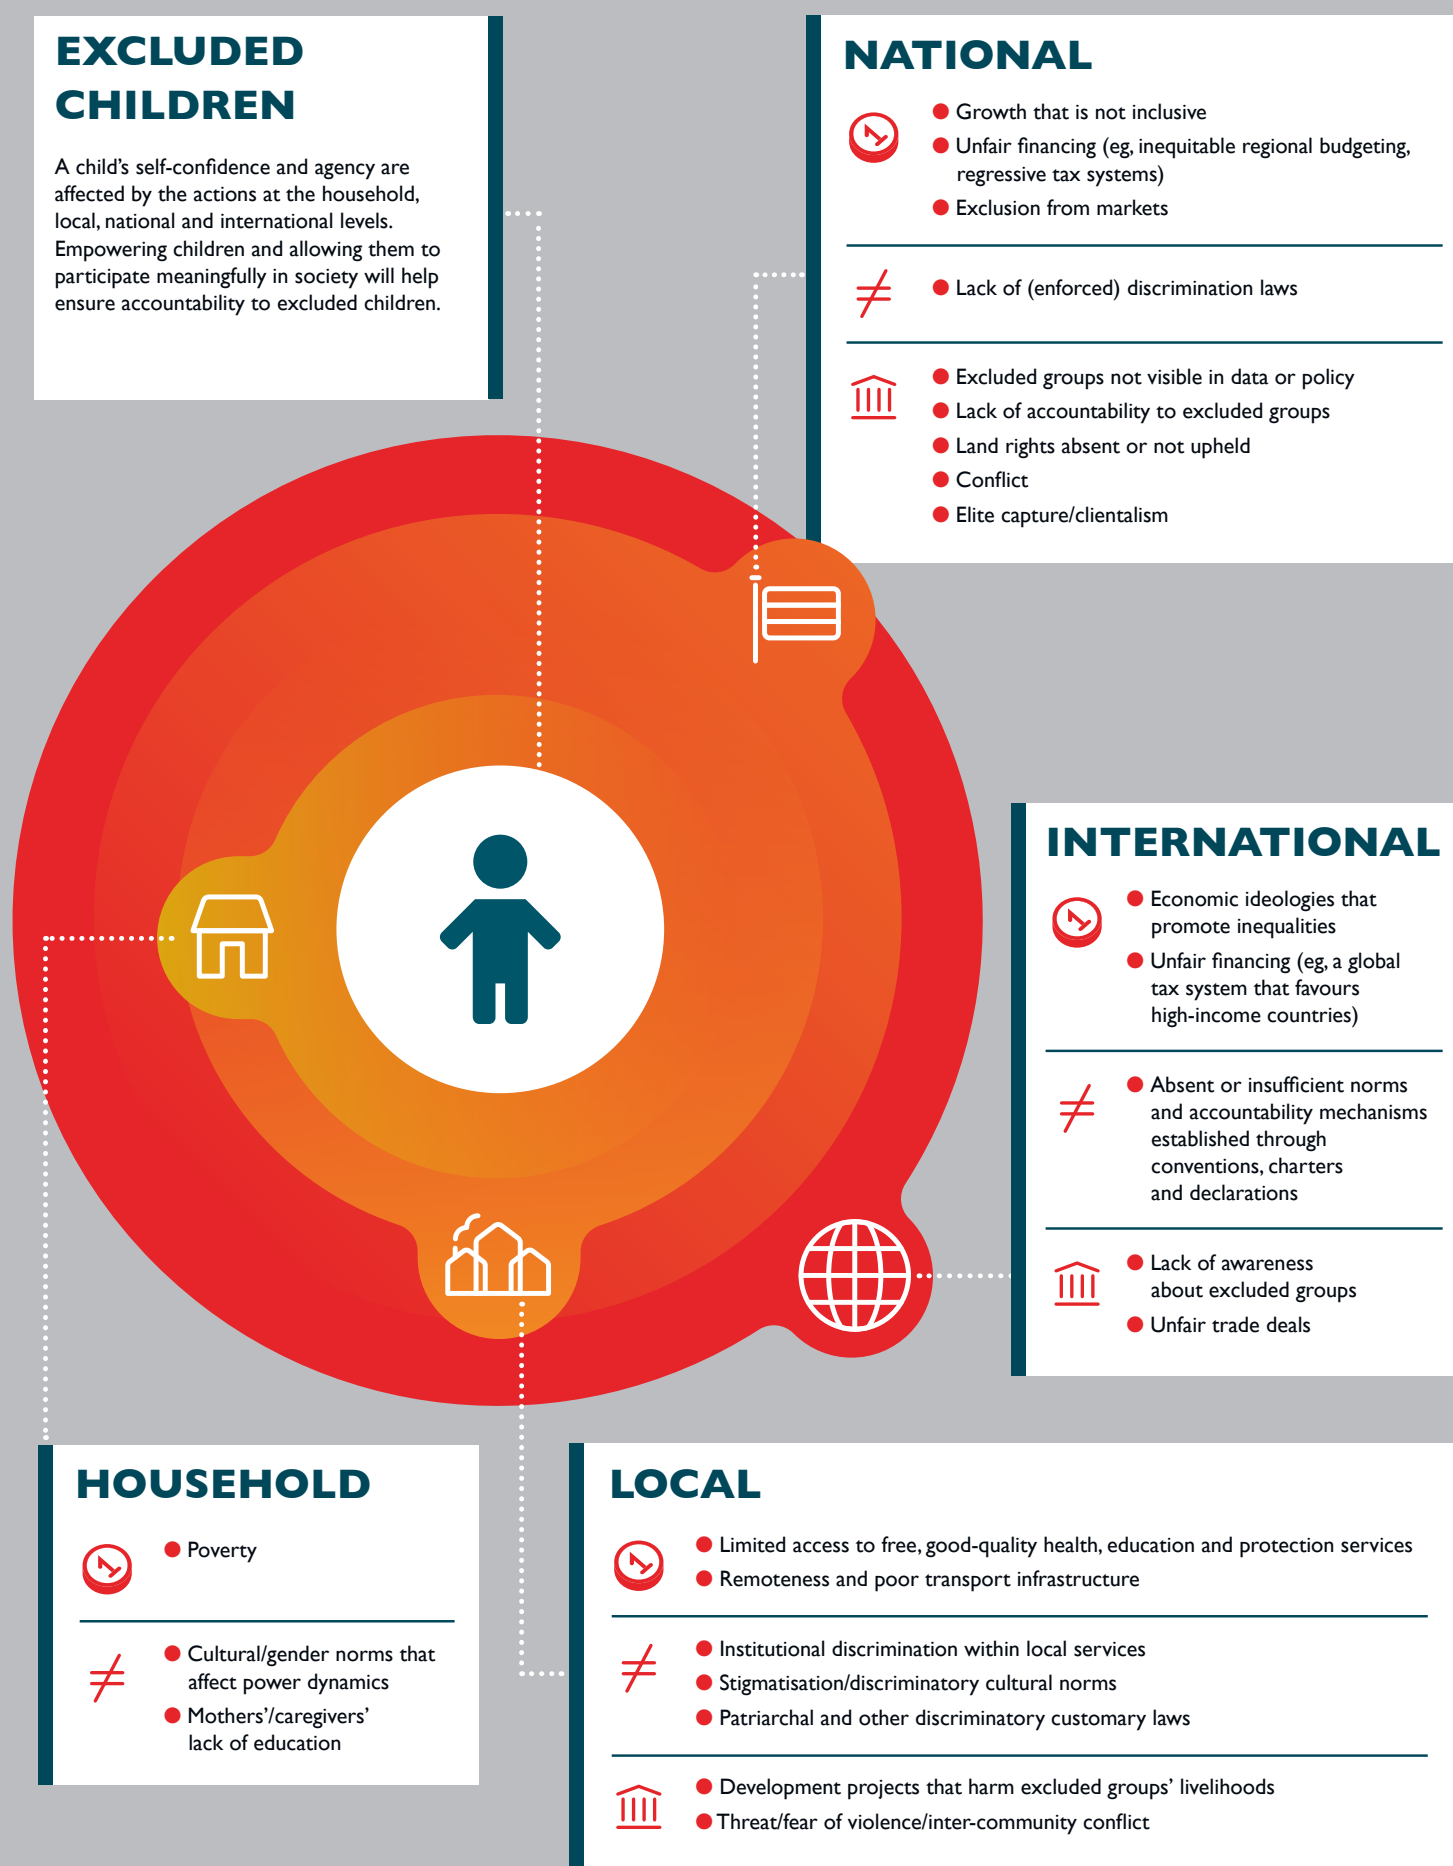 EXCLUDED
CHILDREN
A child's self-confidence and agency are
affected by the actions at the household,
local, national and international levels.
Empowering children and allowing them to
participate meaningfully in society will help
ensure accountability to excluded children.
NATIONAL
Growth that is not inclusive
Unfair financing (eg, inequitable regional budgeting,
regressive tax systems)
Exclusion from markets
Lack of (enforced) discrimination laws
Excluded groups not visible in data or policy
Lack of accountability to excluded groups
Land rights absent or not upheld
Conflict
Elite capture/clientalism
INTERNATIONAL
Economic ideologies that
promote inequalities
Unfair financing (eg, a global
tax system that favours
high-income countries)
Absent or insufficient norms
and accountability mechanisms
established through
conventions, charters
and declarations
Lack of awareness
about excluded groups
Unfair trade deals
HOUSEHOLD
Poverty
Cultural/gender norms that
affect power dynamics
Mothers'/caregivers'
lack of education
LOCAL
Limited access to free, good-quality health, education and protection services
Remoteness and poor transport infrastructure
Institutional discrimination within local services
Stigmatisation/discriminatory cultural norms
Patriarchal and other discriminatory customary laws
Development projects that harm excluded groups' livelihoods
Threat/fear of violence/inter-community conflict